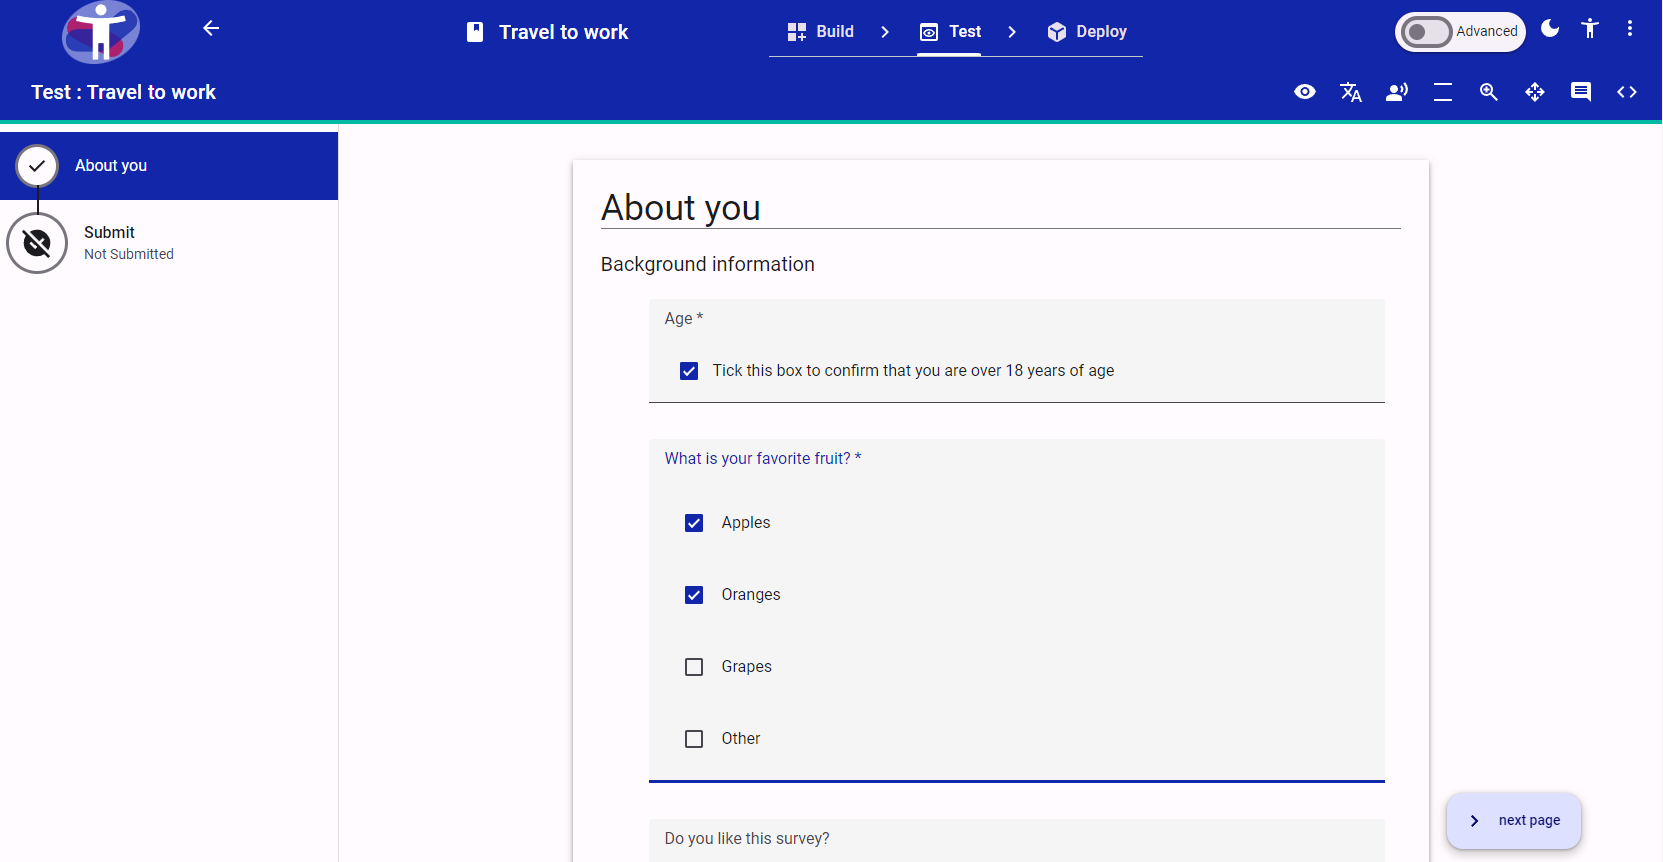 Travel to work
Build
Test
Deploy
Advanced
Test : Travel to work
About you
Submit
Not Submitted
About you
Background information
Age *
Tick this box to confirm that you are over 18 years of age
What is your favorite fruit? *
Apples
Oranges
Grapes
Other
Do you like this survey?
next page